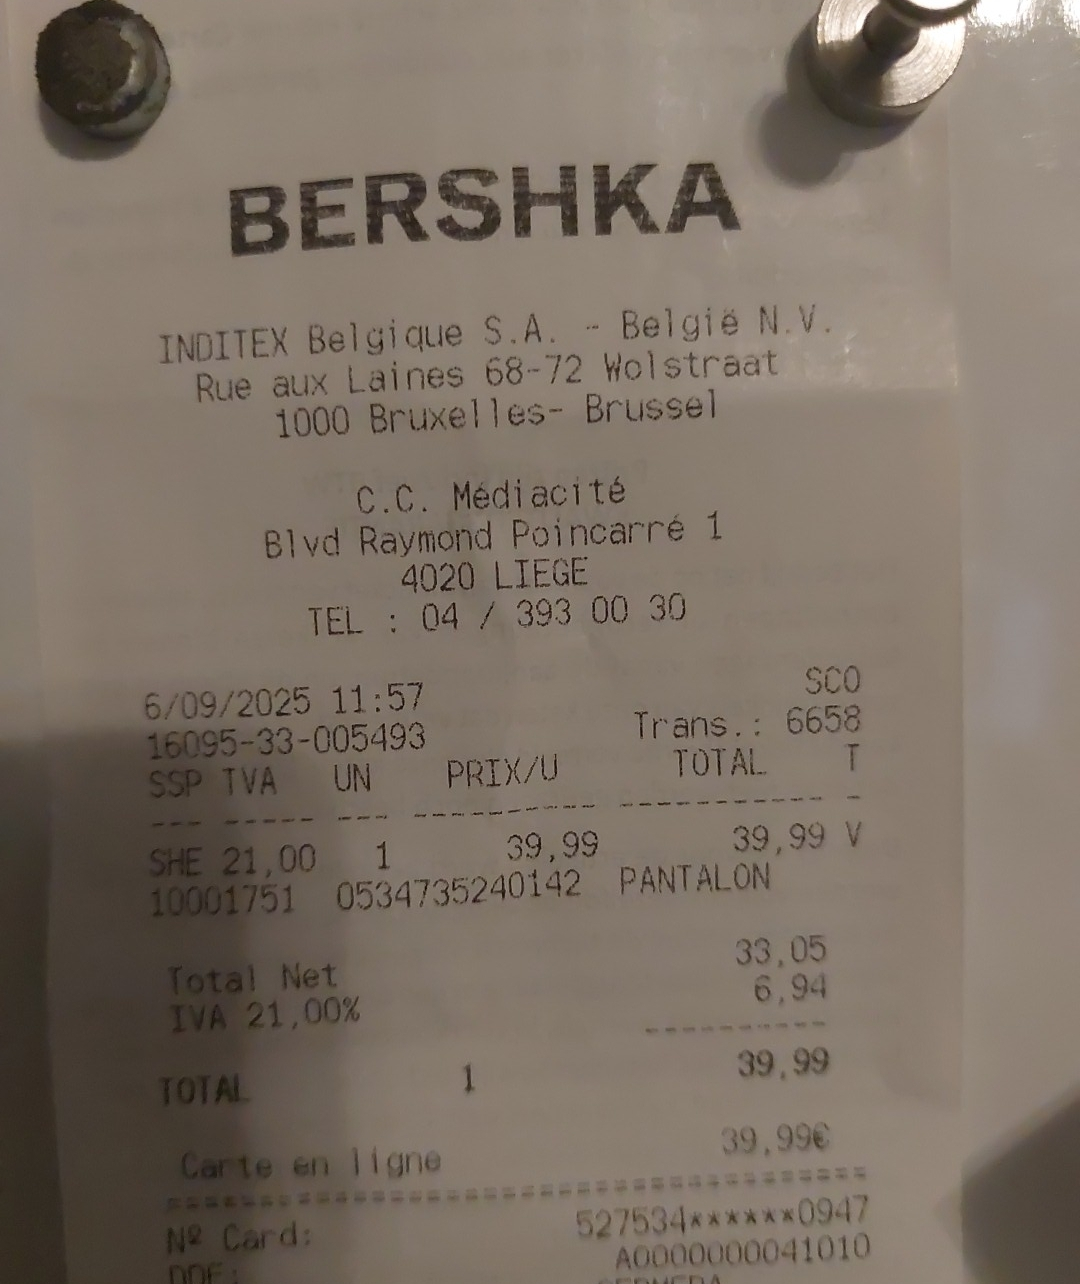 BERSHKA
INDITEX Belgique S.A. - België N.V.
Rue aux Laines 68-72 Wolstraat
1000 Bruxelles- Brussel
C.C. Médiacité
Blvd Raymond Poincarré 1
4020 LIEGE
TEL : 04 / 393 00 30
6/09/2025 11:57 SCO
16095-33-005493 Trans.: 6658
SSP TVA UN PRIX/U TOTAL T
--- ----- --- ---------- ----------- -
SHE 21,00 1 39,99 39,99 V
10001751 0534735240142 PANTALON
Total Net 33,05
IVA 21,00% 6,94
----------
TOTAL 1 39,99
Carte en ligne 39,99€
========================================
Nº Card: 527534******0947
DDF: A0000000041010